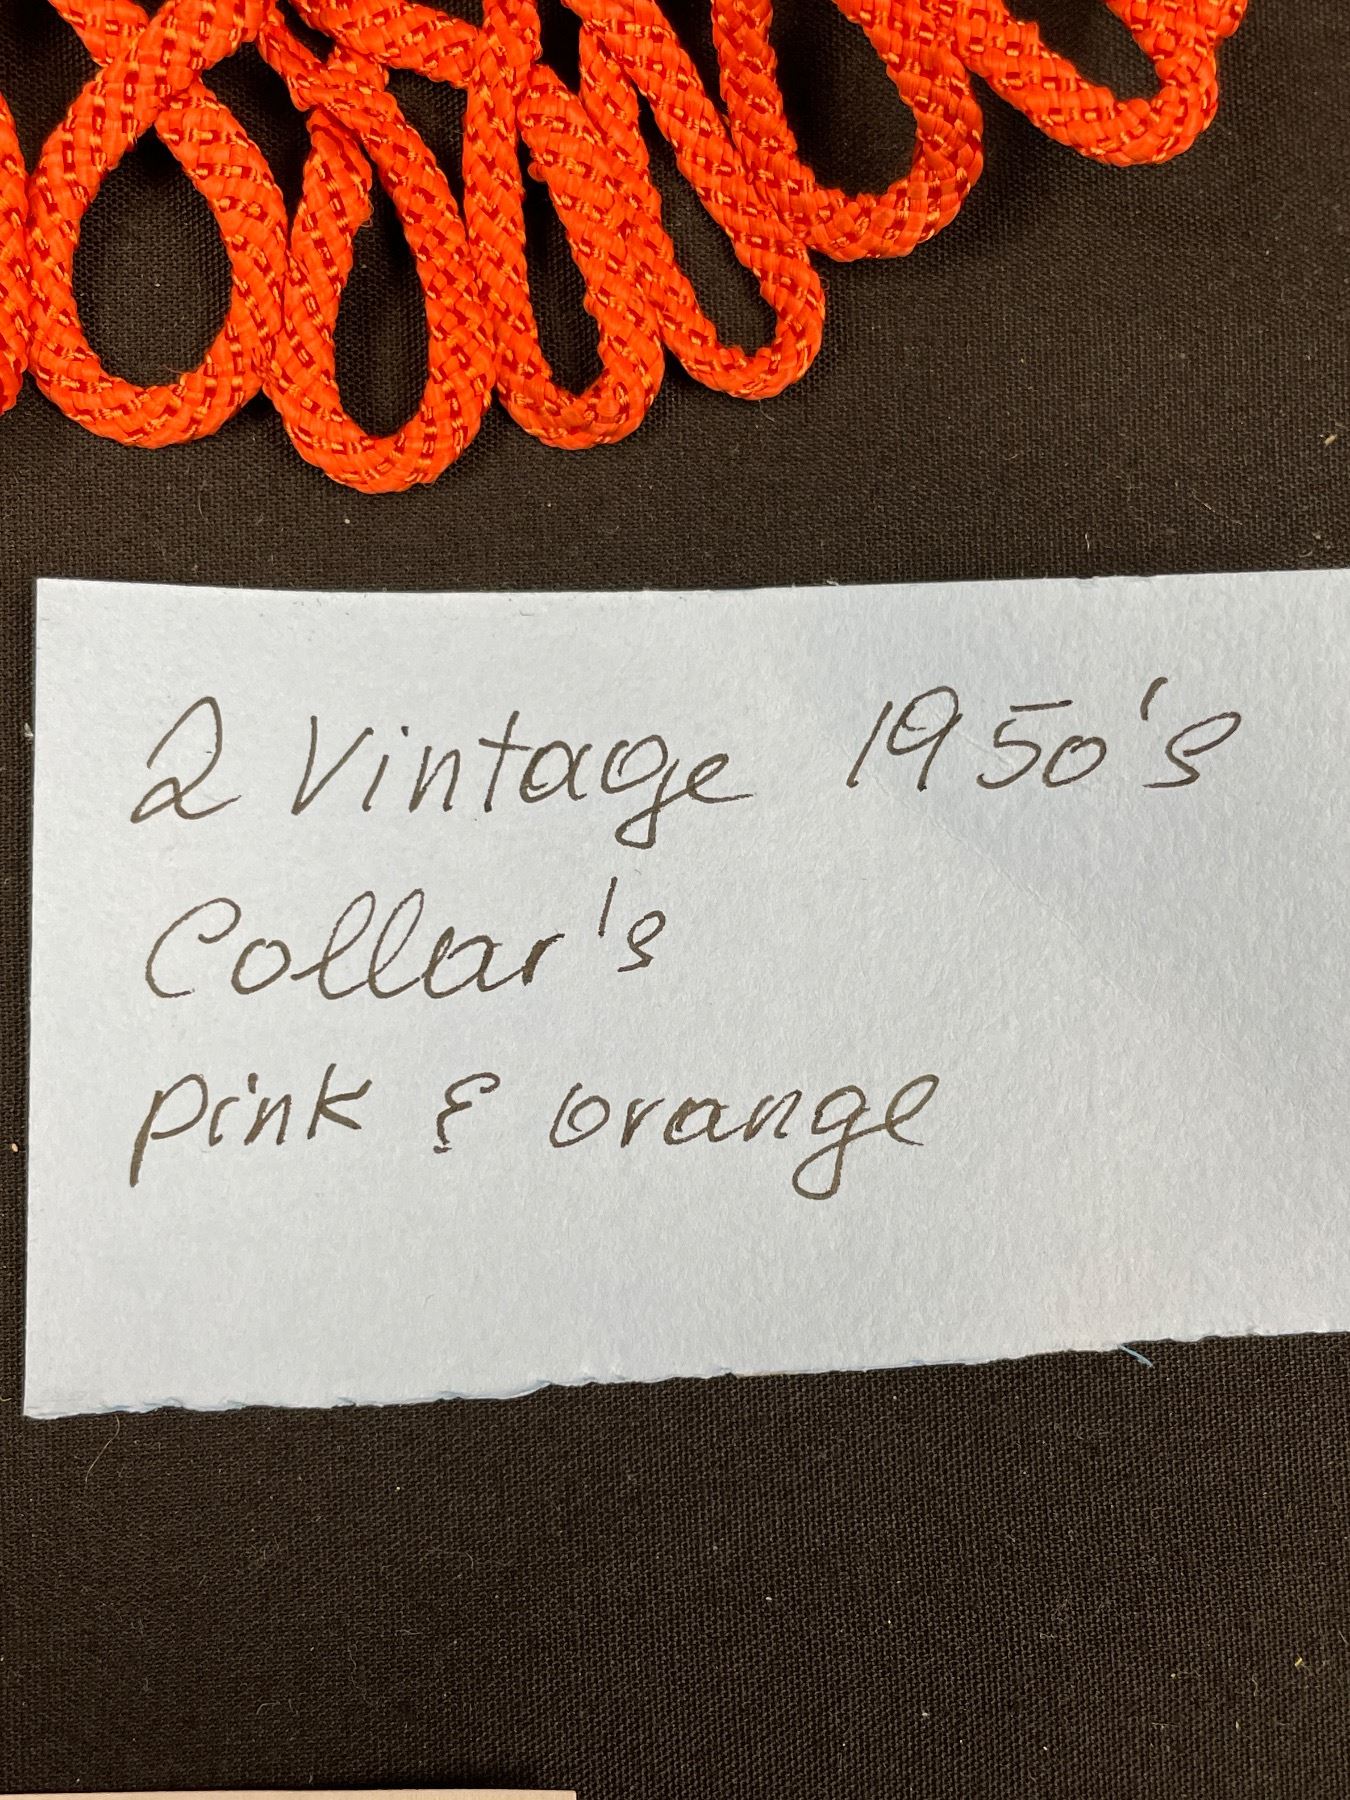 2 Vintage 1950's
Collar's
pink & orange